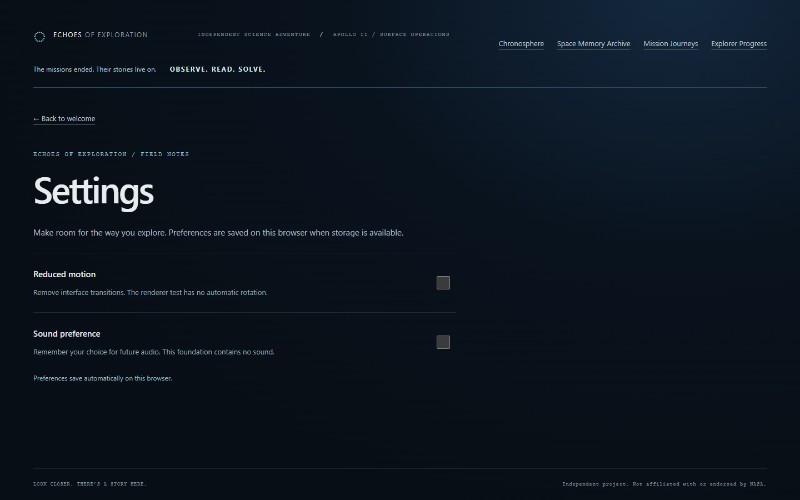 ECHOES OF EXPLORATION
INDEPENDENT SCIENCE ADVENTURE / APOLLO 11 / SURFACE OPERATIONS
Chronosphere Space Memory Archive Mission Journeys Explorer Progress
The missions ended. Their stories live on. OBSERVE. READ. SOLVE.
← Back to welcome
ECHOES OF EXPLORATION / FIELD NOTES
Settings
Make room for the way you explore. Preferences are saved on this browser when storage is available.
Reduced motion
Remove interface transitions. The renderer test has no automatic rotation.
Sound preference
Remember your choice for future audio. This foundation contains no sound.
Preferences save automatically on this browser.
LOOK CLOSER. THERE'S A STORY HERE.
Independent project. Not affiliated with or endorsed by NASA.